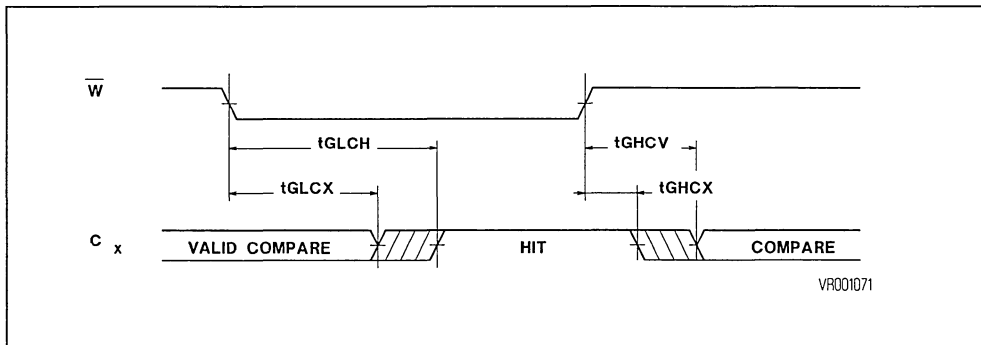 W
tGLCH
tGHCV
tGLCX
tGHCX
C x
VALID COMPARE
HIT
COMPARE
VR001071